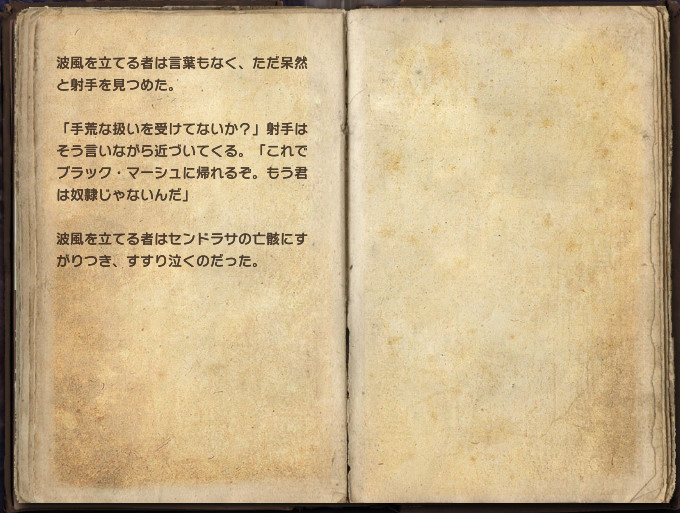 波風を立てる者は言葉もなく、ただ呆然
と射手を見つめた。
「手荒な扱いを受けてないか？」射手は
そう言いながら近づいてくる。「これで
ブラック・マーシュに帰れるぞ。もう君
は奴隷じゃないんだ」
波風を立てる者はセンドラサの亡骸にす
がりつき、すすり泣くのだった。